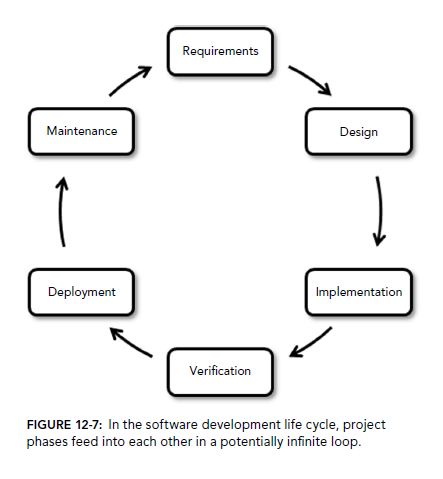 Requirements
Design
Implementation
Verification
Deployment
Maintenance
FIGURE 12-7: In the software development life cycle, project
phases feed into each other in a potentially infinite loop.